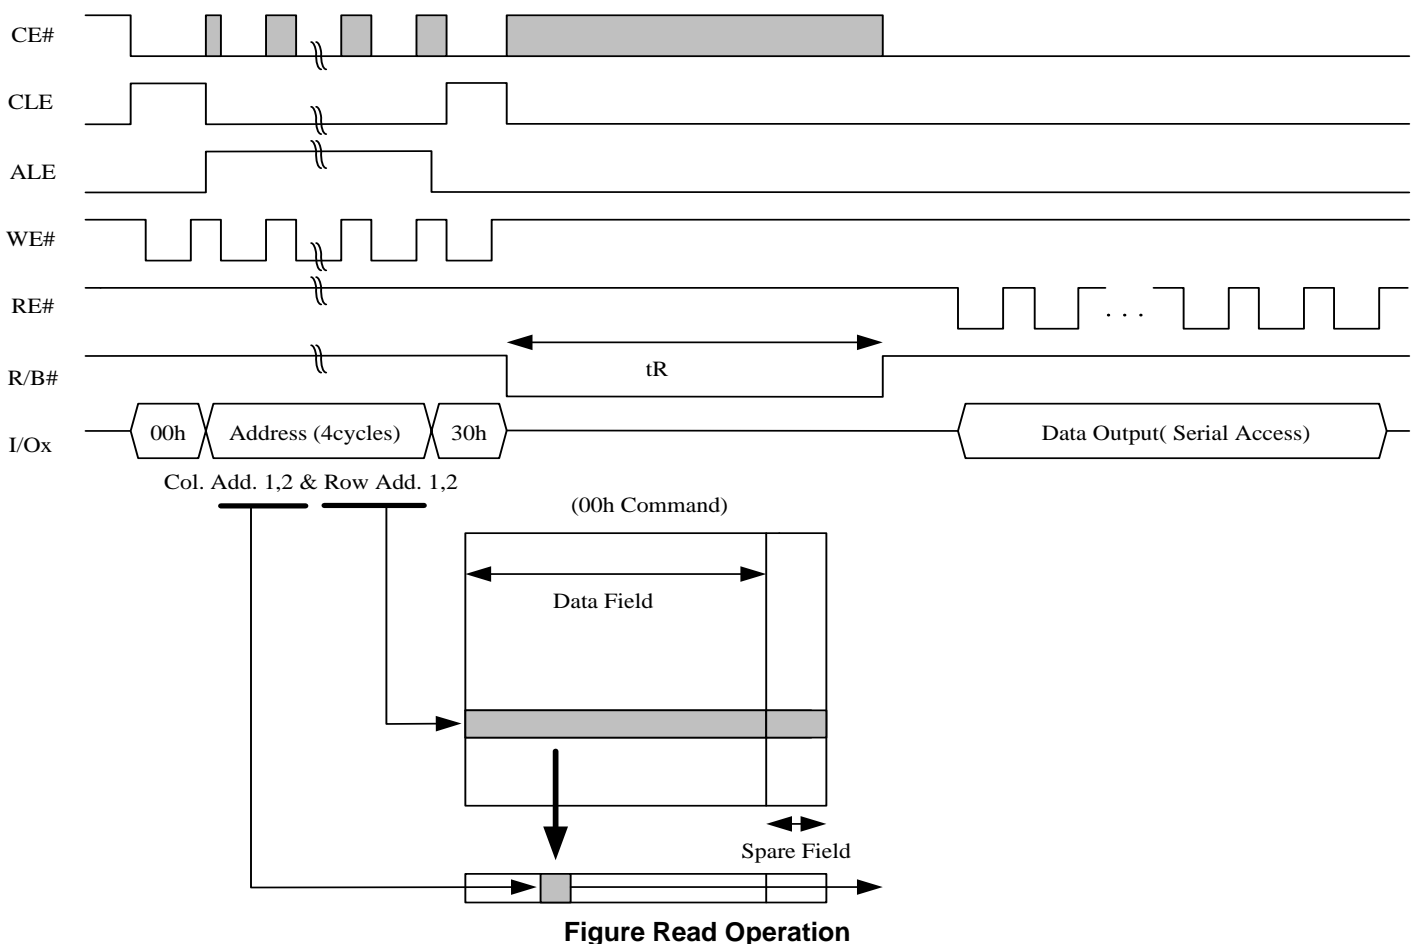 CE#
CLE
ALE
WE#
RE#
. . .
tR
R/B#
I/Ox
00h
Address (4cycles)
30h
Data Output( Serial Access)
Col. Add. 1,2 & Row Add. 1,2
(00h Command)
Data Field
Spare Field
Figure Read Operation